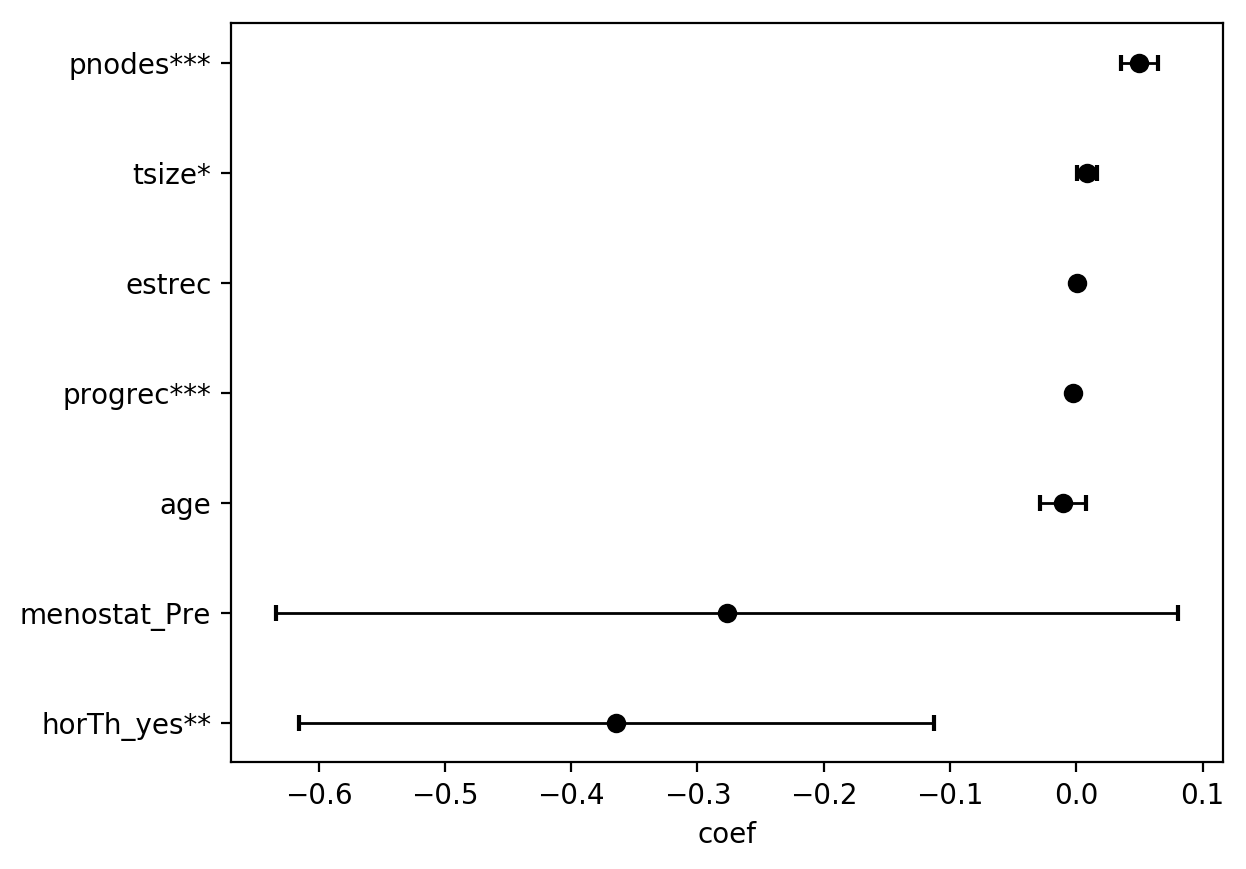 pnodes***
tsize*
estrec
progrec***
age
menostat_Pre
horTh_yes**
−0.6 −0.5 −0.4 −0.3 −0.2 −0.1 0.0 0.1
coef